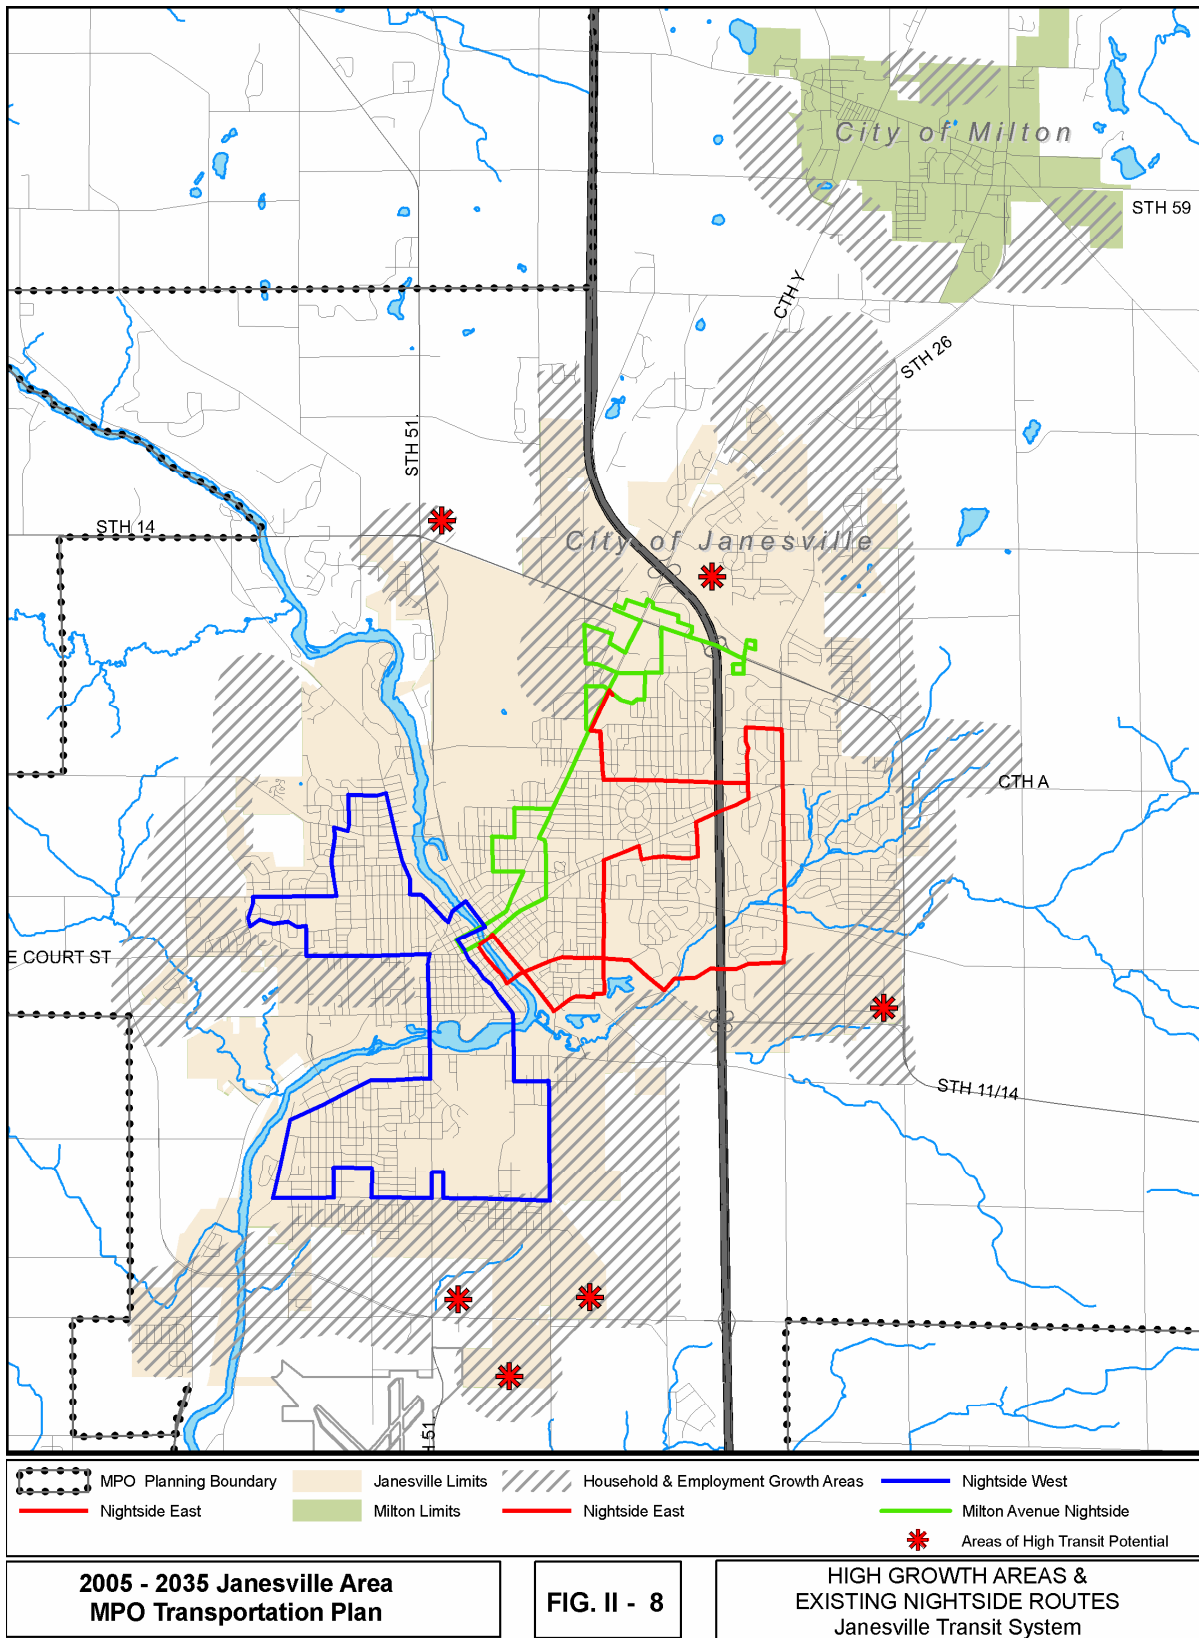 City of Milton
STH 59
CTH Y
STH 26
STH 51
STH 14
City of Janesville
CTH A
E COURT ST
STH 11/14
H 51
MPO Planning Boundary
Janesville Limits
Household & Employment Growth Areas
Nightside West
Nightside East
Milton Limits
Nightside East
Milton Avenue Nightside
Areas of High Transit Potential
2005 - 2035 Janesville Area
MPO Transportation Plan
FIG. II - 8
HIGH GROWTH AREAS &
EXISTING NIGHTSIDE ROUTES
Janesville Transit System